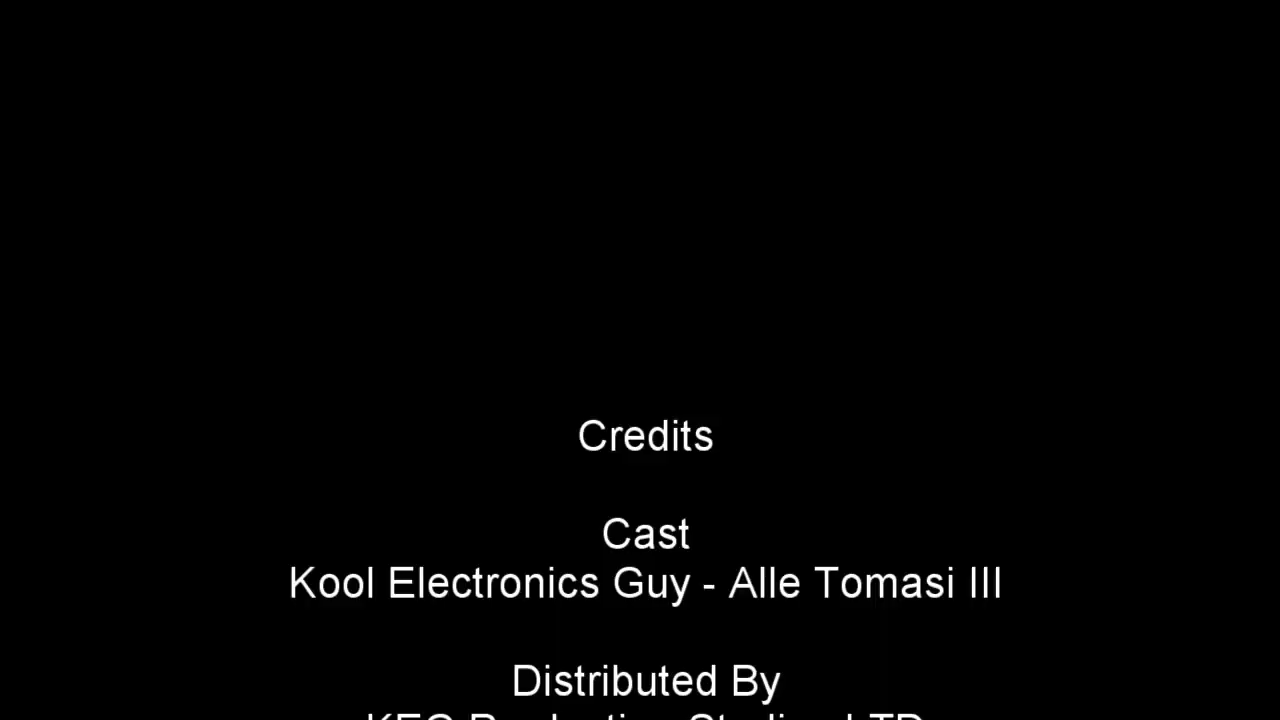 Credits
Cast
Kool Electronics Guy - Alle Tomasi III
Distributed By